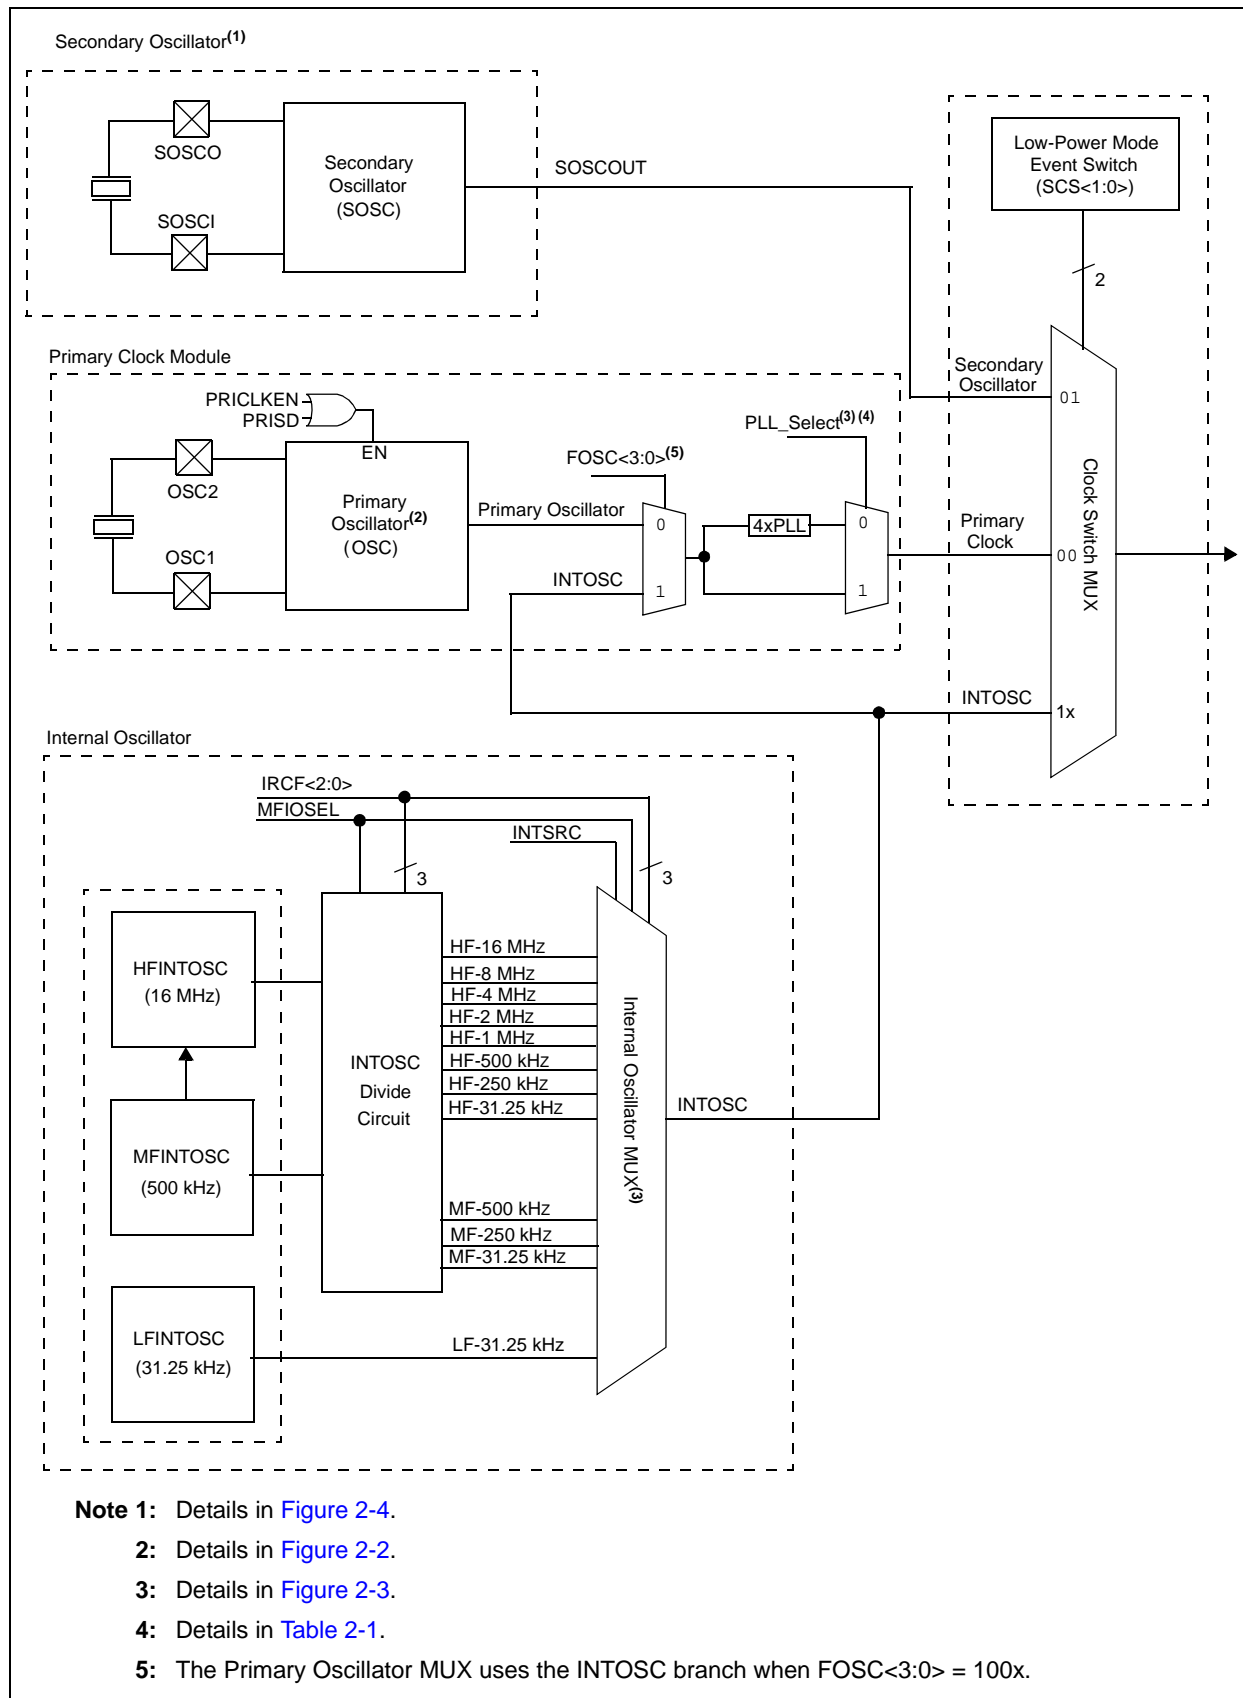 Secondary Oscillator(1)
SOSCO
SOSCI
Secondary
Oscillator
(SOSC)
SOSCOUT
Low-Power Mode
Event Switch
(SCS<1:0>)
2
Primary Clock Module
PRICLKEN
PRISD
EN
OSC2
OSC1
Primary
Oscillator(2)
(OSC)
Primary Oscillator
INTOSC
FOSC<3:0>(5)
0
1
4xPLL
PLL_Select(3) (4)
0
1
Secondary
Oscillator
01
Primary
Clock
00
INTOSC
1x
Clock Switch MUX
Internal Oscillator
IRCF<2:0>
MFIOSEL
INTSRC
3
3
HFINTOSC
(16 MHz)
MFINTOSC
(500 kHz)
LFINTOSC
(31.25 kHz)
INTOSC
Divide
Circuit
HF-16 MHz
HF-8 MHz
HF-4 MHz
HF-2 MHz
HF-1 MHz
HF-500 kHz
HF-250 kHz
HF-31.25 kHz
MF-500 kHz
MF-250 kHz
MF-31.25 kHz
LF-31.25 kHz
Internal Oscillator MUX(3)
INTOSC
Note 1: Details in Figure 2-4.
2: Details in Figure 2-2.
3: Details in Figure 2-3.
4: Details in Table 2-1.
5: The Primary Oscillator MUX uses the INTOSC branch when FOSC<3:0> = 100x.